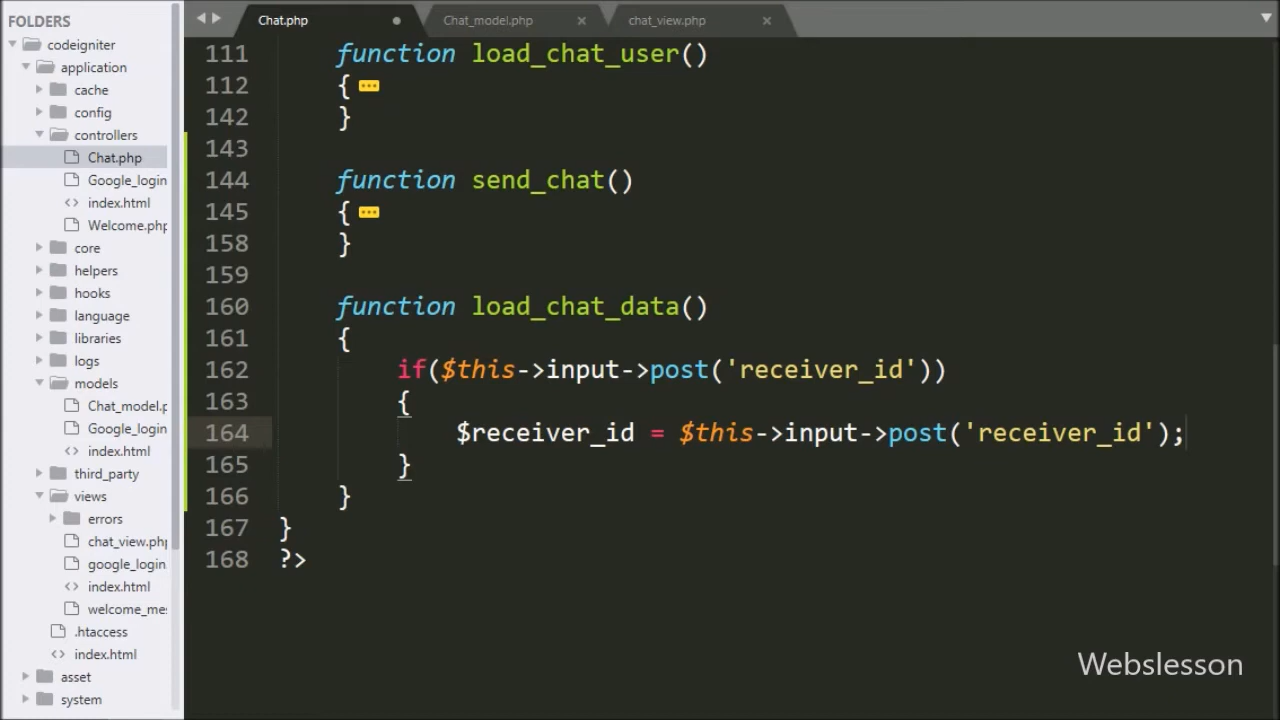 FOLDERS
codeigniter
application
cache
config
controllers
Chat.php
Google_login
index.html
Welcome.php
core
helpers
hooks
language
libraries
logs
models
Chat_model.p
Google_login
index.html
third_party
views
errors
chat_view.php
google_login
index.html
welcome_me
.htaccess
index.html
asset
system
Chat.php
Chat_model.php
chat_view.php
111 function load_chat_user()
112 {
142 }
143
144 function send_chat()
145 {
158 }
159
160 function load_chat_data()
161 {
162 if($this->input->post('receiver_id'))
163 {
164 $receiver_id = $this->input->post('receiver_id');
165 }
166 }
167 }
168 ?>
Webslesson